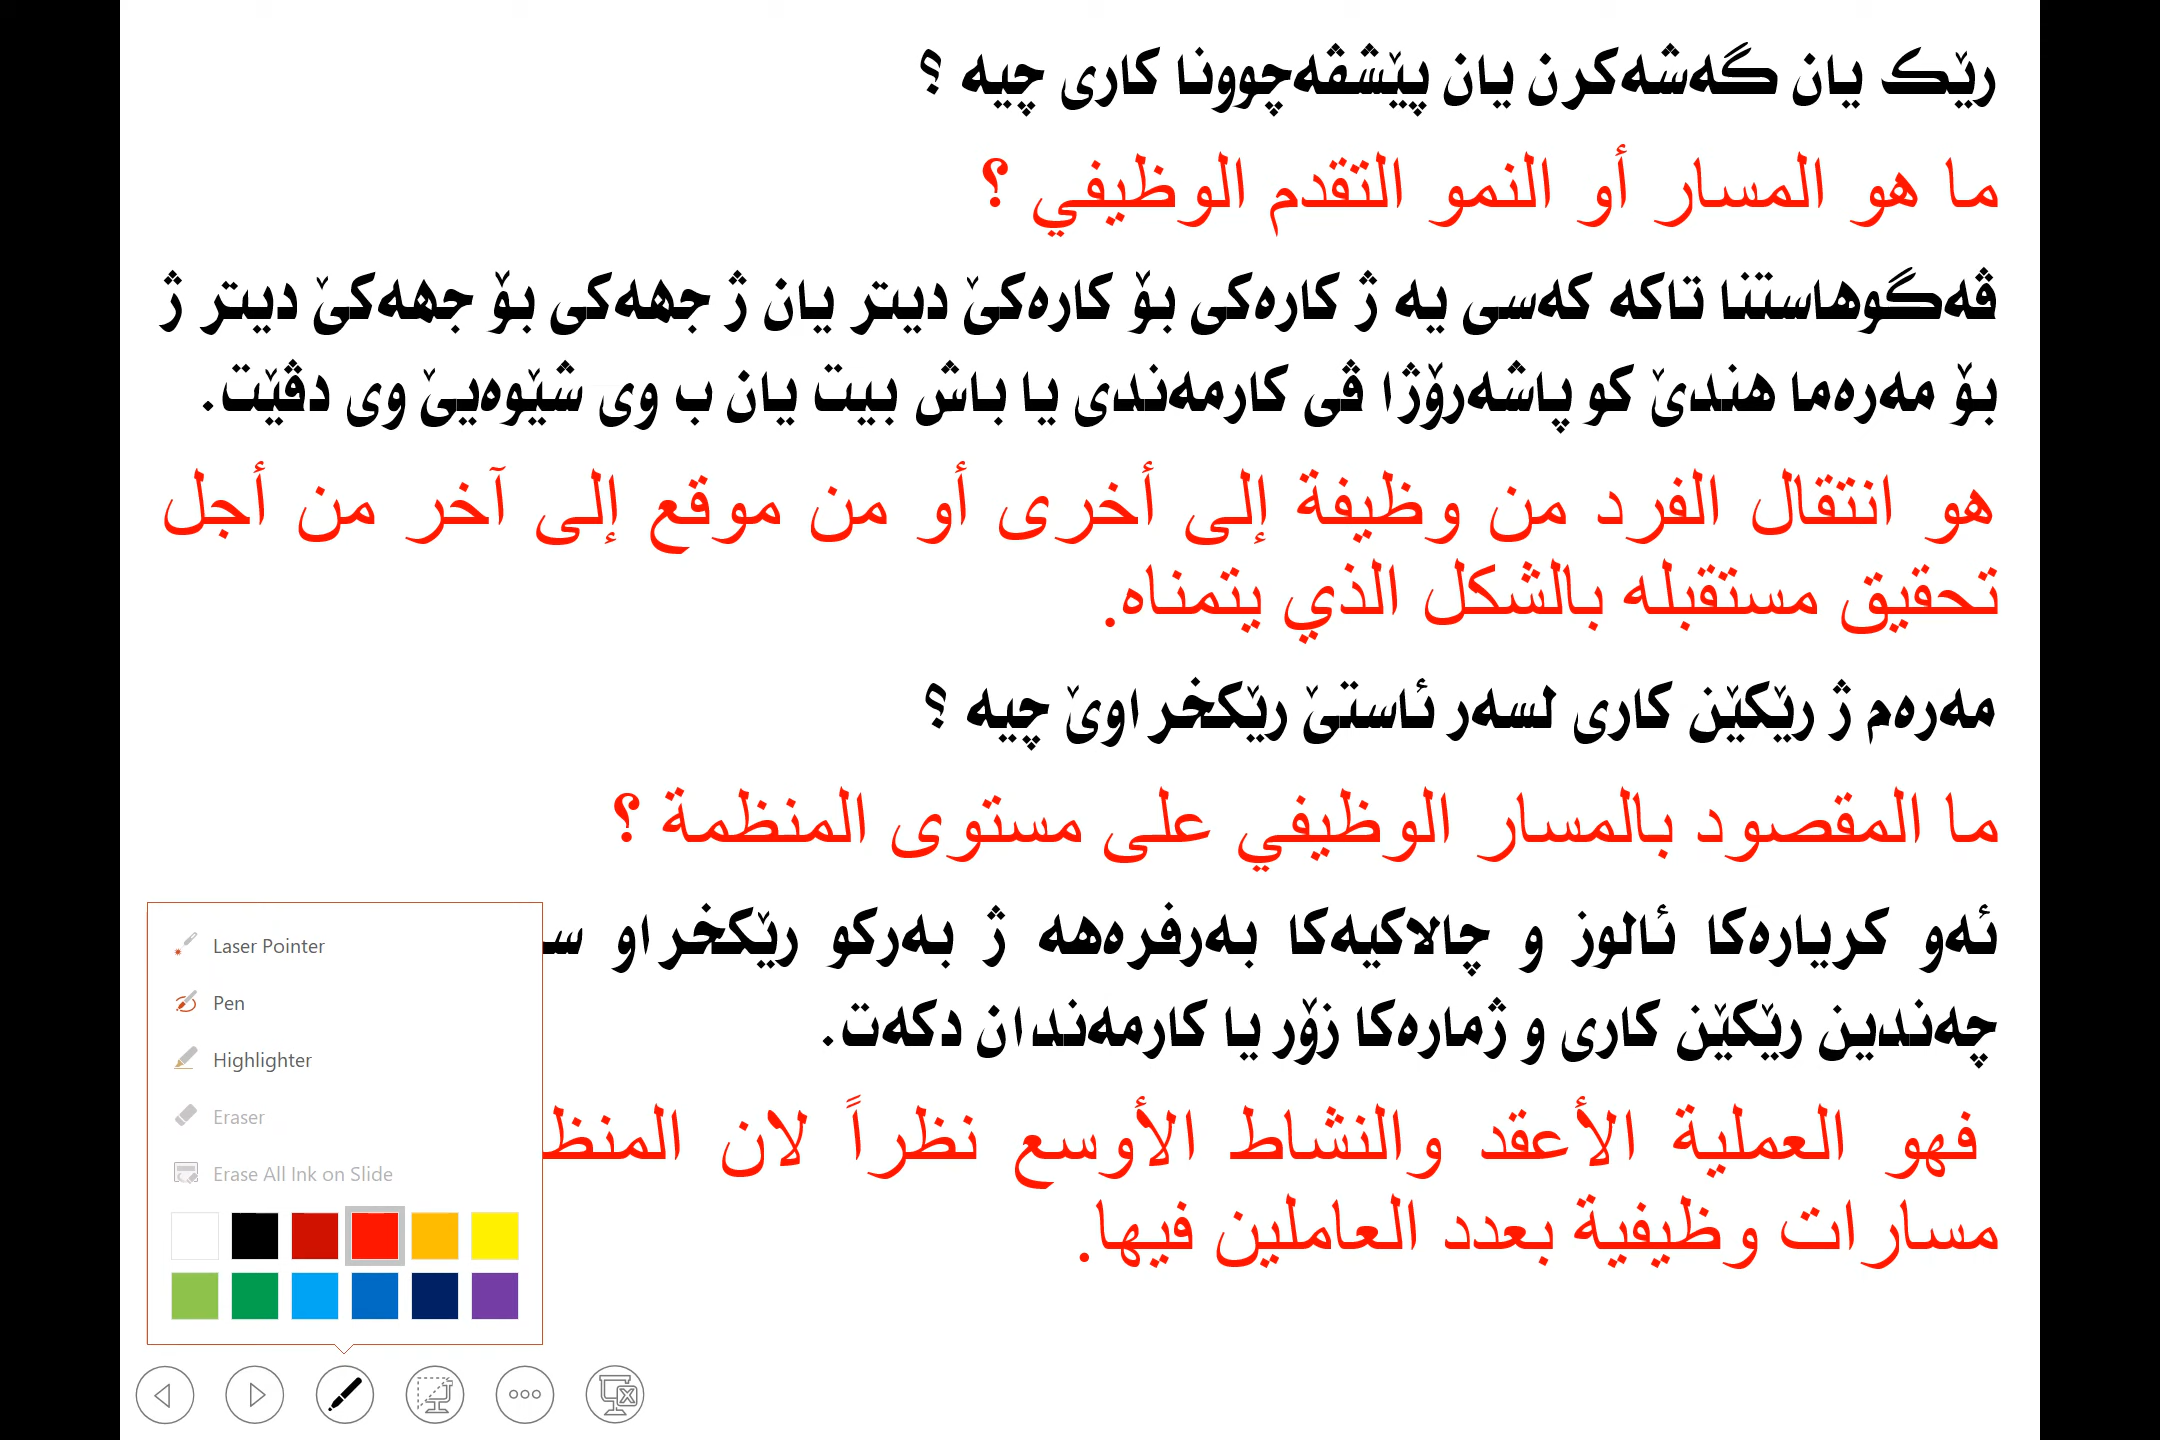 رێک یان گەشەکرن یان پێشڤەچوونا کاری چیە ؟
ما هو المسار أو النمو التقدم الوظيفي ؟
ڤەگوهاستنا تاکە کەسی یە ژ کارەکی بۆ کارەکێ دیتر یان ژ جهەکی بۆ جهەکێ دیتر ژ
بۆ مەرەما هندێ کو پاشەرۆژا ڤی کارمەندی یا باش بیت یان ب وی شێوەیێ وی دڤێت.
هو انتقال الفرد من وظيفة إلى أخرى أو من موقع إلى آخر من أجل
تحقيق مستقبله بالشكل الذي يتمناه.
مەرەم ژ رێکێن کاری لسەر ئاستێ رێکخراوێ چیە ؟
ما المقصود بالمسار الوظيفي على مستوى المنظمة ؟
ئەو کریارەکا ئالوز و چالاکیەکا بەرفرەهە ژ بەرکو رێکخراو
چەندین رێکێن کاری و ژمارەکا زۆر یا کارمەندان دکەت.
فهو العملية الأعقد والنشاط الأوسع نظراً لان
مسارات وظيفية بعدد العاملين فيها.
Laser Pointer
Pen
Highlighter
Eraser
Erase All Ink on Slide